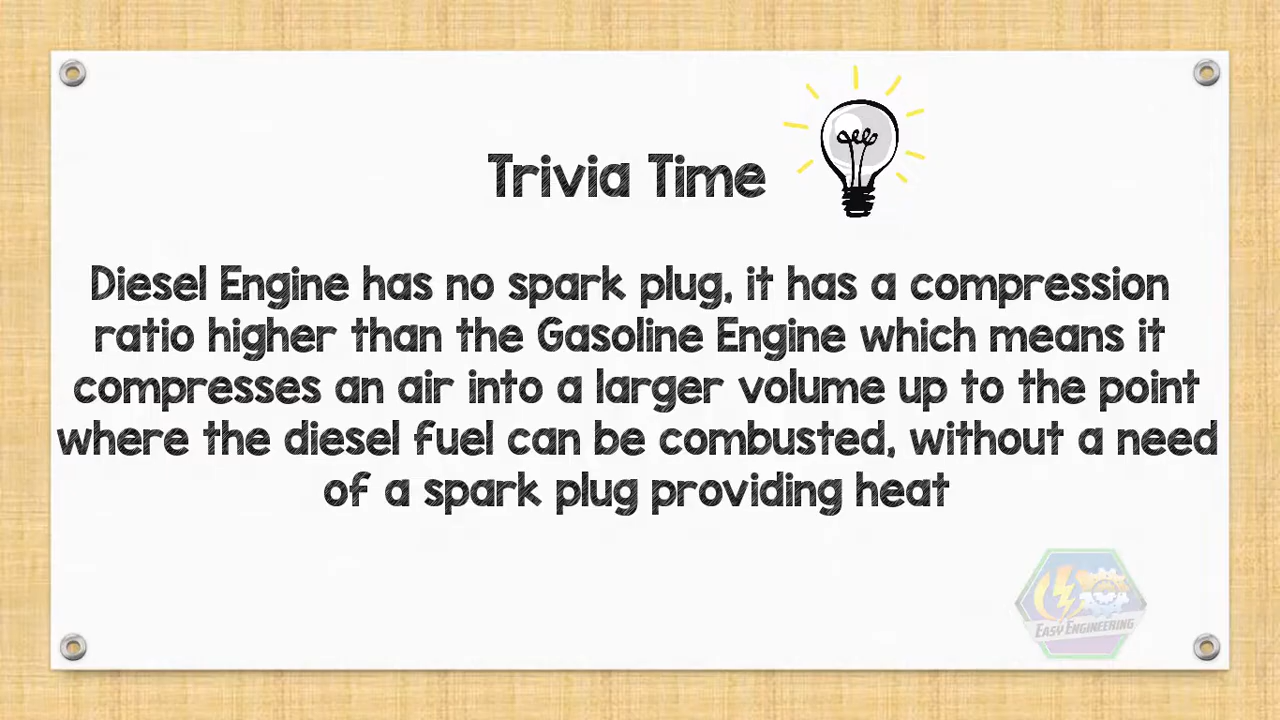 Trivia Time
Diesel Engine has no spark plug, it has a compression
ratio higher than the Gasoline Engine which means it
compresses an air into a larger volume up to the point
where the diesel fuel can be combusted, without a need
of a spark plug providing heat
EASY ENGINEERING